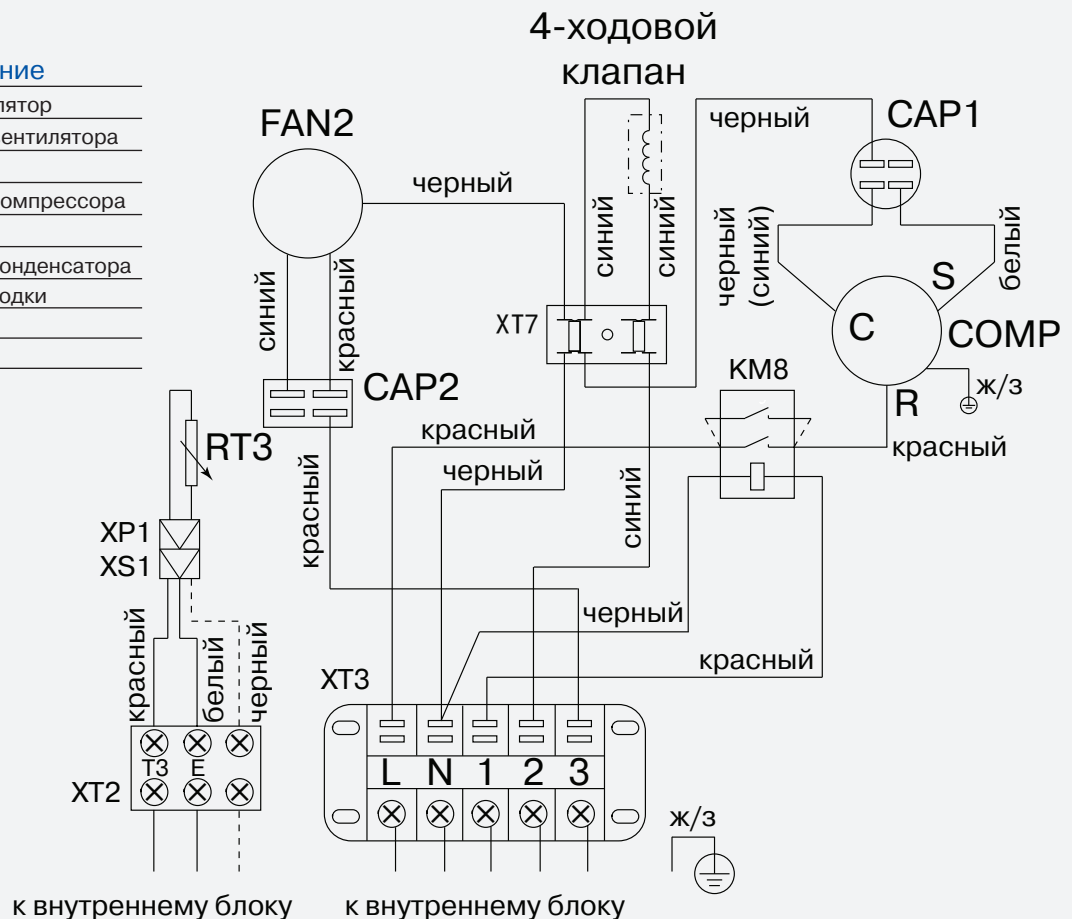 4-ходовой
клапан
ние
лятор
ентилятора
омпрессора
онденсатора
одки
FAN2
черный
черный
CAP1
синий
красный
синий
синий
черный
(синий)
белый
S
C
COMP
R
ж/з
XT7
KM8
CAP2
красный
красный
черный
RT3
красный
синий
XP1
XS1
черный
красный
красный
белый
черный
XT3
T3 E
XT2
L N 1 2 3
ж/з
к внутреннему блоку
к внутреннему блоку